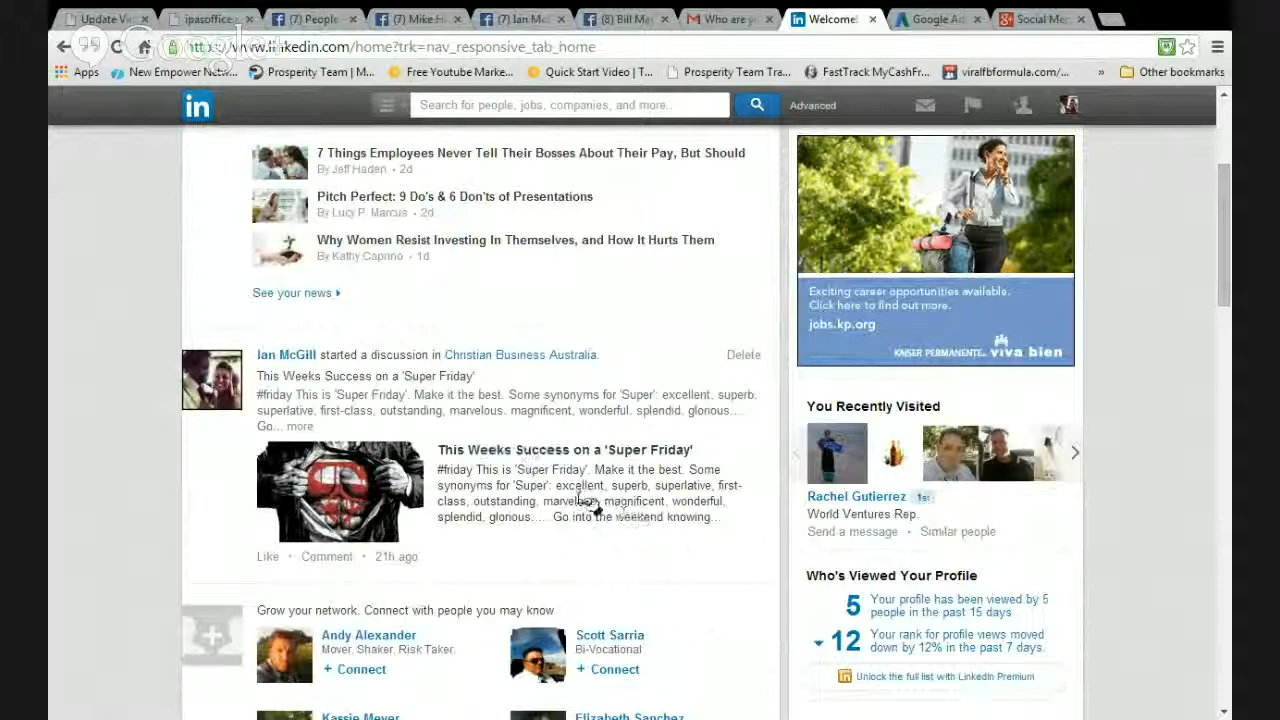 Update Va
ipasoffice.
(7) People
(7) Mike H
(7) Ian Mc
(8) Bill Ma
Who are y
Welcome!
Google Ad
Social Me
https://www.linkedin.com/home?trk=nav_responsive_tab_home
Google+
Apps
New Empower Netw...
Prosperity Team | M...
Free Youtube Marke...
Quick Start Video | T...
Prosperity Team Tra...
FastTrack MyCashFr...
viralfbformula.com/...
»
Other bookmarks
in
Search for people, jobs, companies, and more..
Advanced
7 Things Employees Never Tell Their Bosses About Their Pay, But Should
By Jeff Haden • 2d
Pitch Perfect: 9 Do's & 6 Don'ts of Presentations
By Lucy P. Marcus • 2d
Why Women Resist Investing In Themselves, and How It Hurts Them
By Kathy Caprino • 1d
See your news
Ian McGill started a discussion in Christian Business Australia.
Delete
This Weeks Success on a 'Super Friday'
#friday This is 'Super Friday'. Make it the best. Some synonyms for 'Super': excellent, superb,
superlative, first-class, outstanding, marvelous, magnificent, wonderful, splendid, glorious....
Go... more
This Weeks Success on a 'Super Friday'
#friday This is 'Super Friday'. Make it the best. Some
synonyms for 'Super': excellent, superb, superlative, first-
class, outstanding, marvelous, magnificent, wonderful,
splendid, glorious..... Go into the weekend knowing...
Like • Comment • 21h ago
Grow your network. Connect with people you may know
Andy Alexander
Mover, Shaker, Risk Taker.
+ Connect
Scott Sarria
Bi-Vocational
+ Connect
Kassie Meyer
Elizabeth Sanchez
Exciting career opportunities available.
Click here to find out more.
jobs.kp.org
KAISER PERMANENTE. viva bien
You Recently Visited
Rachel Gutierrez 1st
World Ventures Rep.
Send a message • Similar people
Who's Viewed Your Profile
5 Your profile has been viewed by 5
people in the past 15 days
12 Your rank for profile views moved
down by 12% in the past 7 days.
in Unlock the full list with LinkedIn Premium